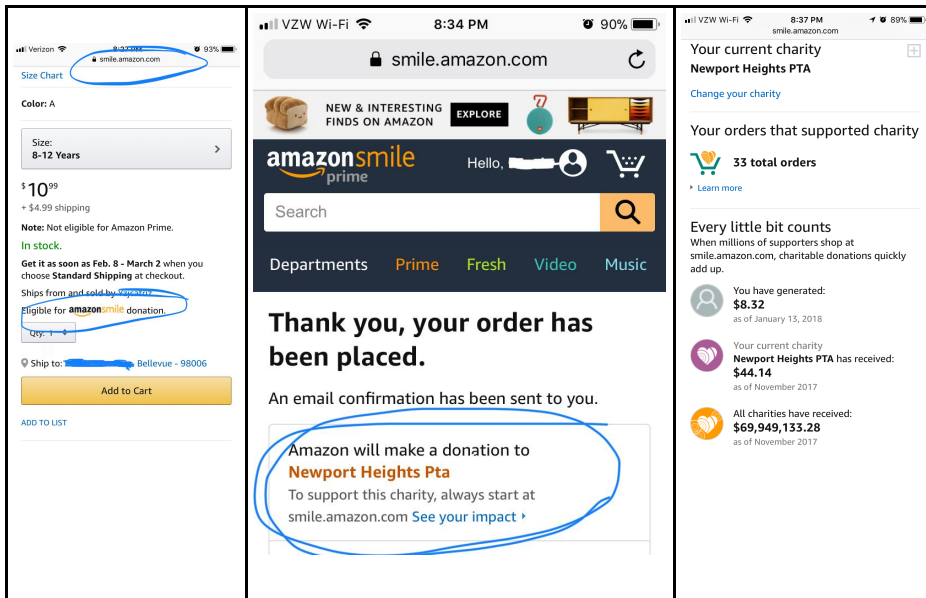 Verizon
93%
smile.amazon.com
Size Chart
Color: A
Size:
8-12 Years
$10.99
+ $4.99 shipping
Note: Not eligible for Amazon Prime.
In stock.
Get it as soon as Feb. 8 - March 2 when you
choose Standard Shipping at checkout.
Ships from and sold by
Eligible for amazonsmile donation.
Qty: 1
Ship to: Bellevue - 98006
Add to Cart
ADD TO LIST
VZW Wi-Fi 8:34 PM 90%
smile.amazon.com
NEW & INTERESTING
FINDS ON AMAZON
EXPLORE
amazonsmile
prime
Hello,
Search
Departments Prime Fresh Video Music
Thank you, your order has
been placed.
An email confirmation has been sent to you.
Amazon will make a donation to
Newport Heights Pta
To support this charity, always start at
smile.amazon.com See your impact
VZW Wi-Fi 8:37 PM 89%
smile.amazon.com
Your current charity
Newport Heights PTA
Change your charity
Your orders that supported charity
33 total orders
Learn more
Every little bit counts
When millions of supporters shop at
smile.amazon.com, charitable donations quickly
add up.
You have generated:
$8.32
as of January 13, 2018
Your current charity
Newport Heights PTA has received:
$44.14
as of November 2017
All charities have received:
$69,949,133.28
as of November 2017